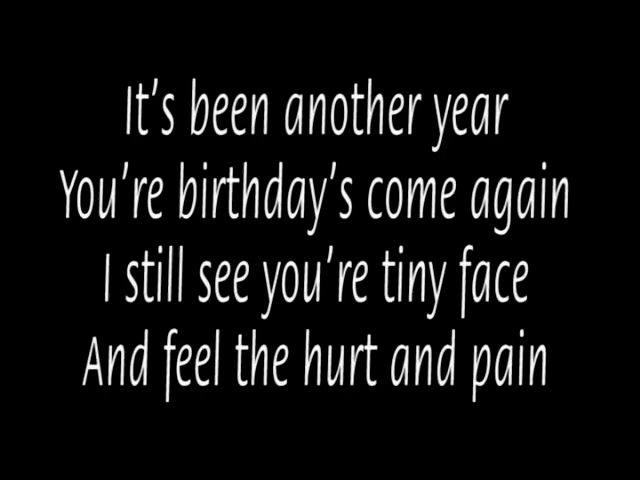 It’s been another year
You’re birthday’s come again
I still see you’re tiny face
And feel the hurt and pain